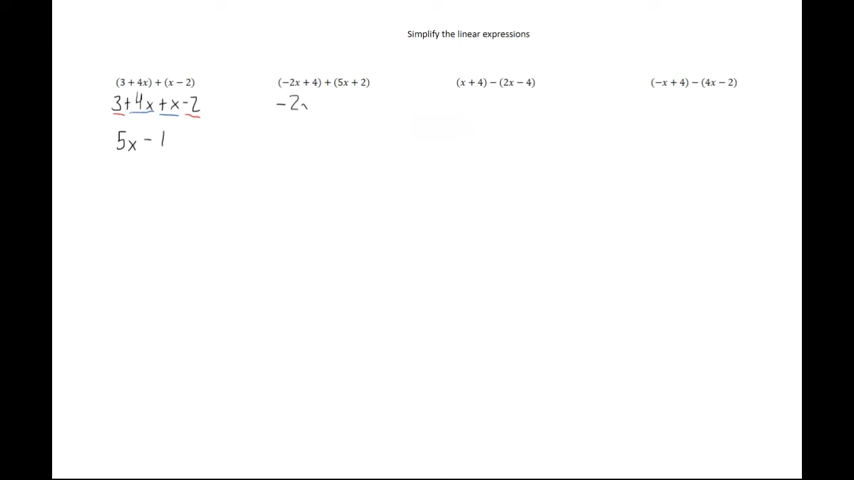 Simplify the linear expressions
(3 + 4x) + (x − 2)
3 + 4x + x - 2
5x - 1
(−2x + 4) + (5x + 2)
-2
(x + 4) − (2x − 4)
(−x + 4) − (4x − 2)